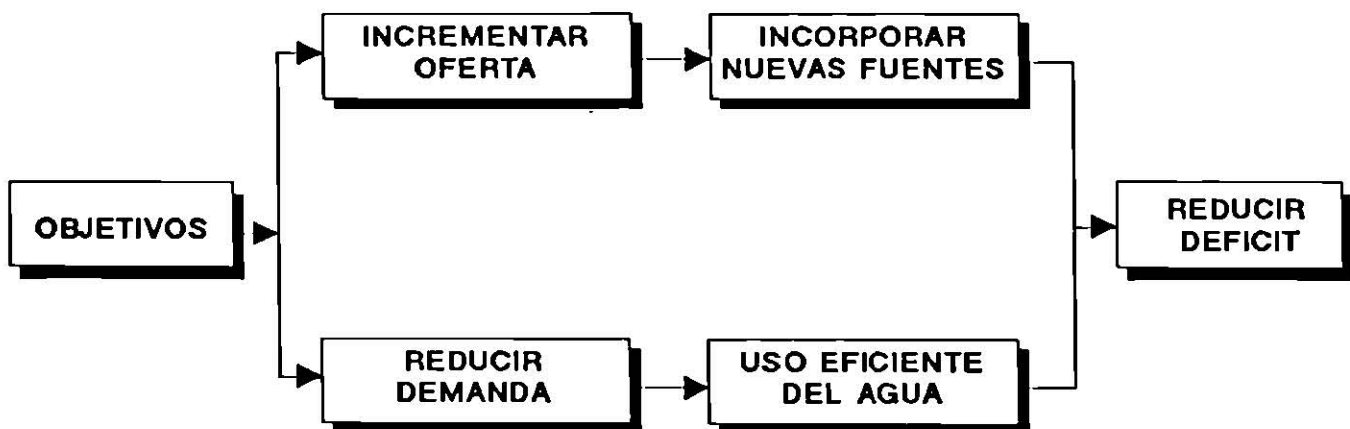 INCREMENTAR
OFERTA
INCORPORAR
NUEVAS FUENTES
OBJETIVOS
REDUCIR
DEFICIT
REDUCIR
DEMANDA
USO EFICIENTE
DEL AGUA